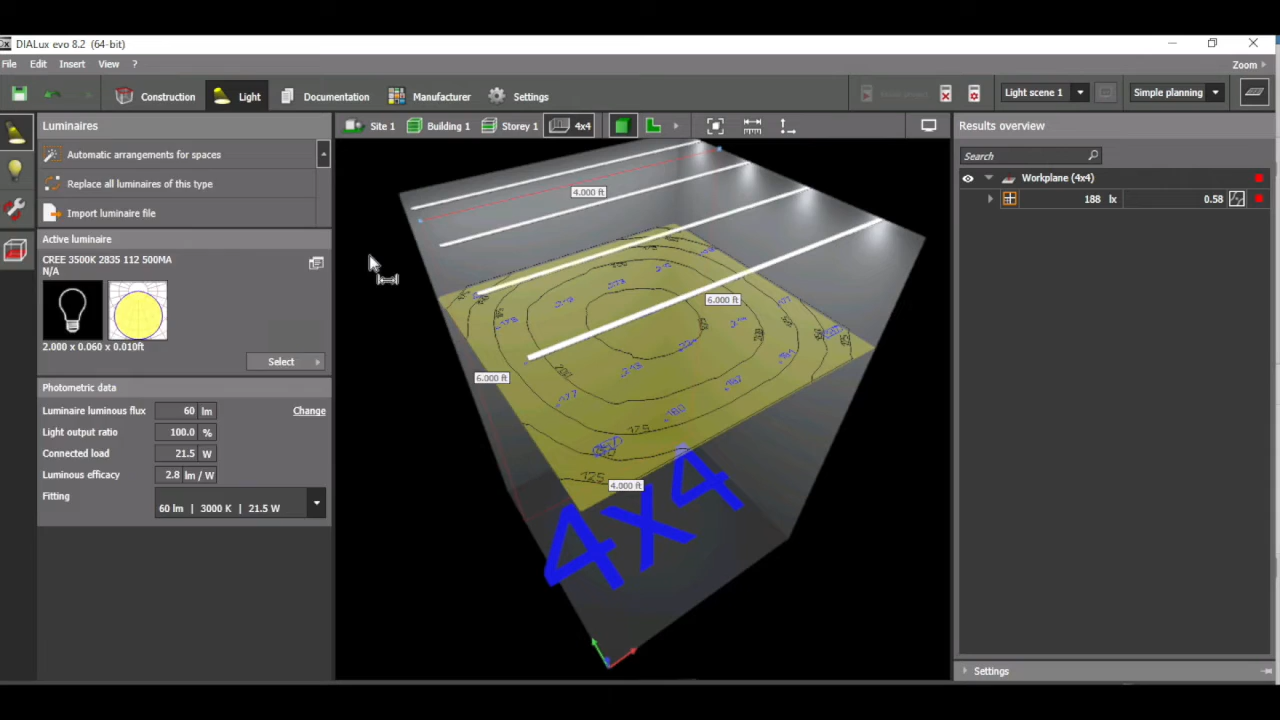 DIALux evo 8.2 (64-bit)
File Edit Insert View ?
Zoom
Construction Light Documentation Manufacturer Settings
Light scene 1 Simple planning
Luminaires
Site 1 Building 1 Storey 1 4x4
Results overview
Automatic arrangements for spaces
Replace all luminaires of this type
Import luminaire file
Search
Workplane (4x4)
188 lx 0.58
Active luminaire
CREE 3500K 2835 112 500MA
N/A
2.000 x 0.060 x 0.010ft
Select
Photometric data
Luminaire luminous flux 60 lm Change
Light output ratio 100.0 %
Connected load 21.5 W
Luminous efficacy 2.8 lm / W
Fitting
60 lm | 3000 K | 21.5 W
4.000 ft
6.000 ft
6.000 ft
4.000 ft
177
180
175
125
4x4
Settings